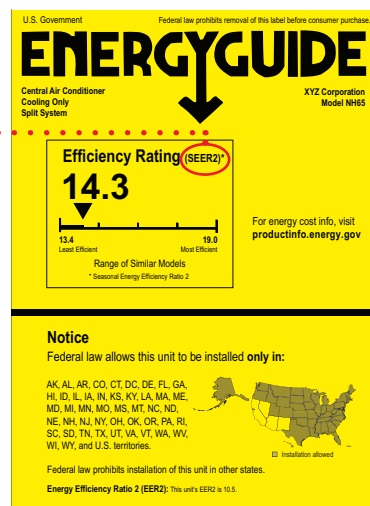 U.S. Government
Federal law prohibits removal of this label before consumer purchase.
ENERGYGUIDE
Central Air Conditioner
Cooling Only
Split System
XYZ Corporation
Model NH65
Efficiency Rating (SEER2)*
14.3
13.4
Least Efficient
19.0
Most Efficient
Range of Similar Models
* Seasonal Energy Efficiency Ratio 2
For energy cost info, visit
productinfo.energy.gov
Notice
Federal law allows this unit to be installed only in:
AK, AL, AR, CO, CT, DC, DE, FL, GA,
HI, ID, IL, IA, IN, KS, KY, LA, MA, ME,
MD, MI, MN, MO, MS, MT, NC, ND,
NE, NH, NJ, NY, OH, OK, OR, PA, RI,
SC, SD, TN, TX, UT, VA, VT, WA, WV,
WI, WY, and U.S. territories.
Installation allowed
Federal law prohibits installation of this unit in other states.
Energy Efficiency Ratio 2 (EER2): This unit's EER2 is 10.5.